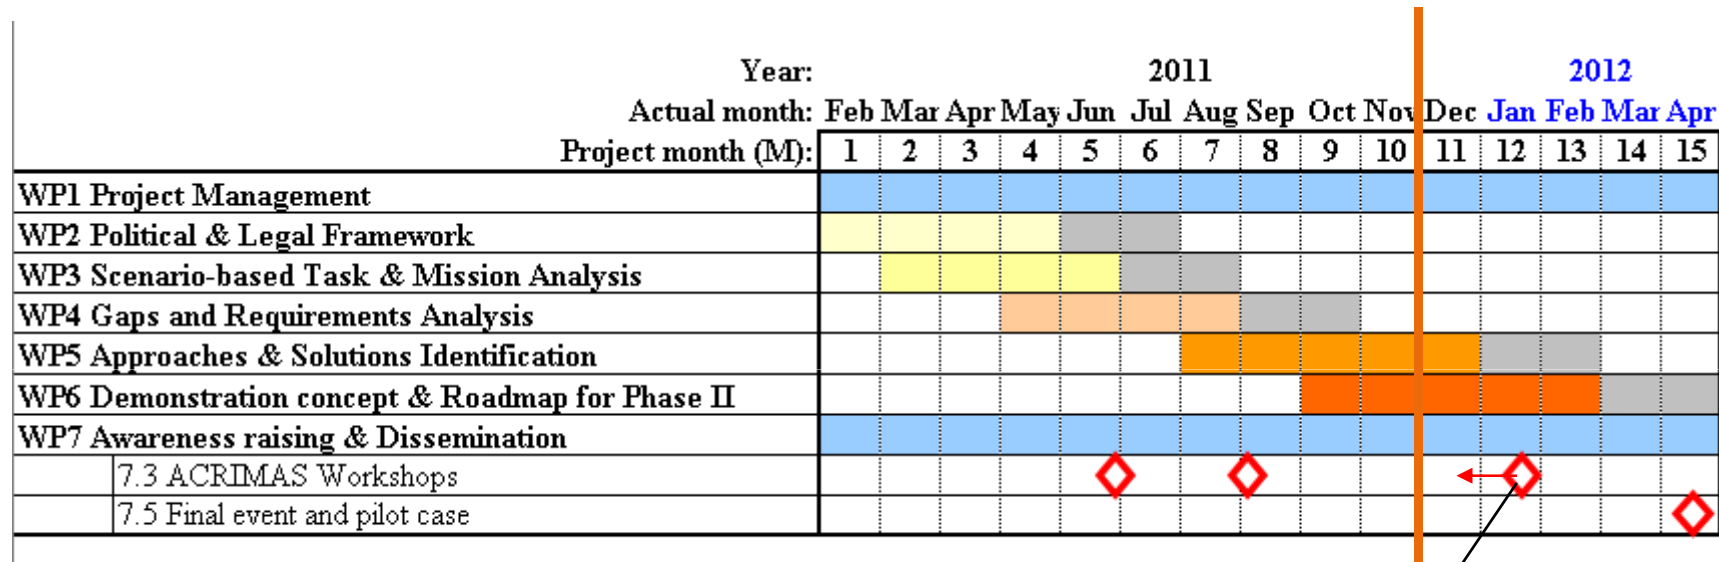 Year: 2011 2012
Actual month: Feb Mar Apr May Jun Jul Aug Sep Oct Nov Dec Jan Feb Mar Apr
Project month (M): 1 2 3 4 5 6 7 8 9 10 11 12 13 14 15
WP1 Project Management
WP2 Political & Legal Framework
WP3 Scenario-based Task & Mission Analysis
WP4 Gaps and Requirements Analysis
WP5 Approaches & Solutions Identification
WP6 Demonstration concept & Roadmap for Phase II
WP7 Awareness raising & Dissemination
7.3 ACRIMAS Workshops
7.5 Final event and pilot case